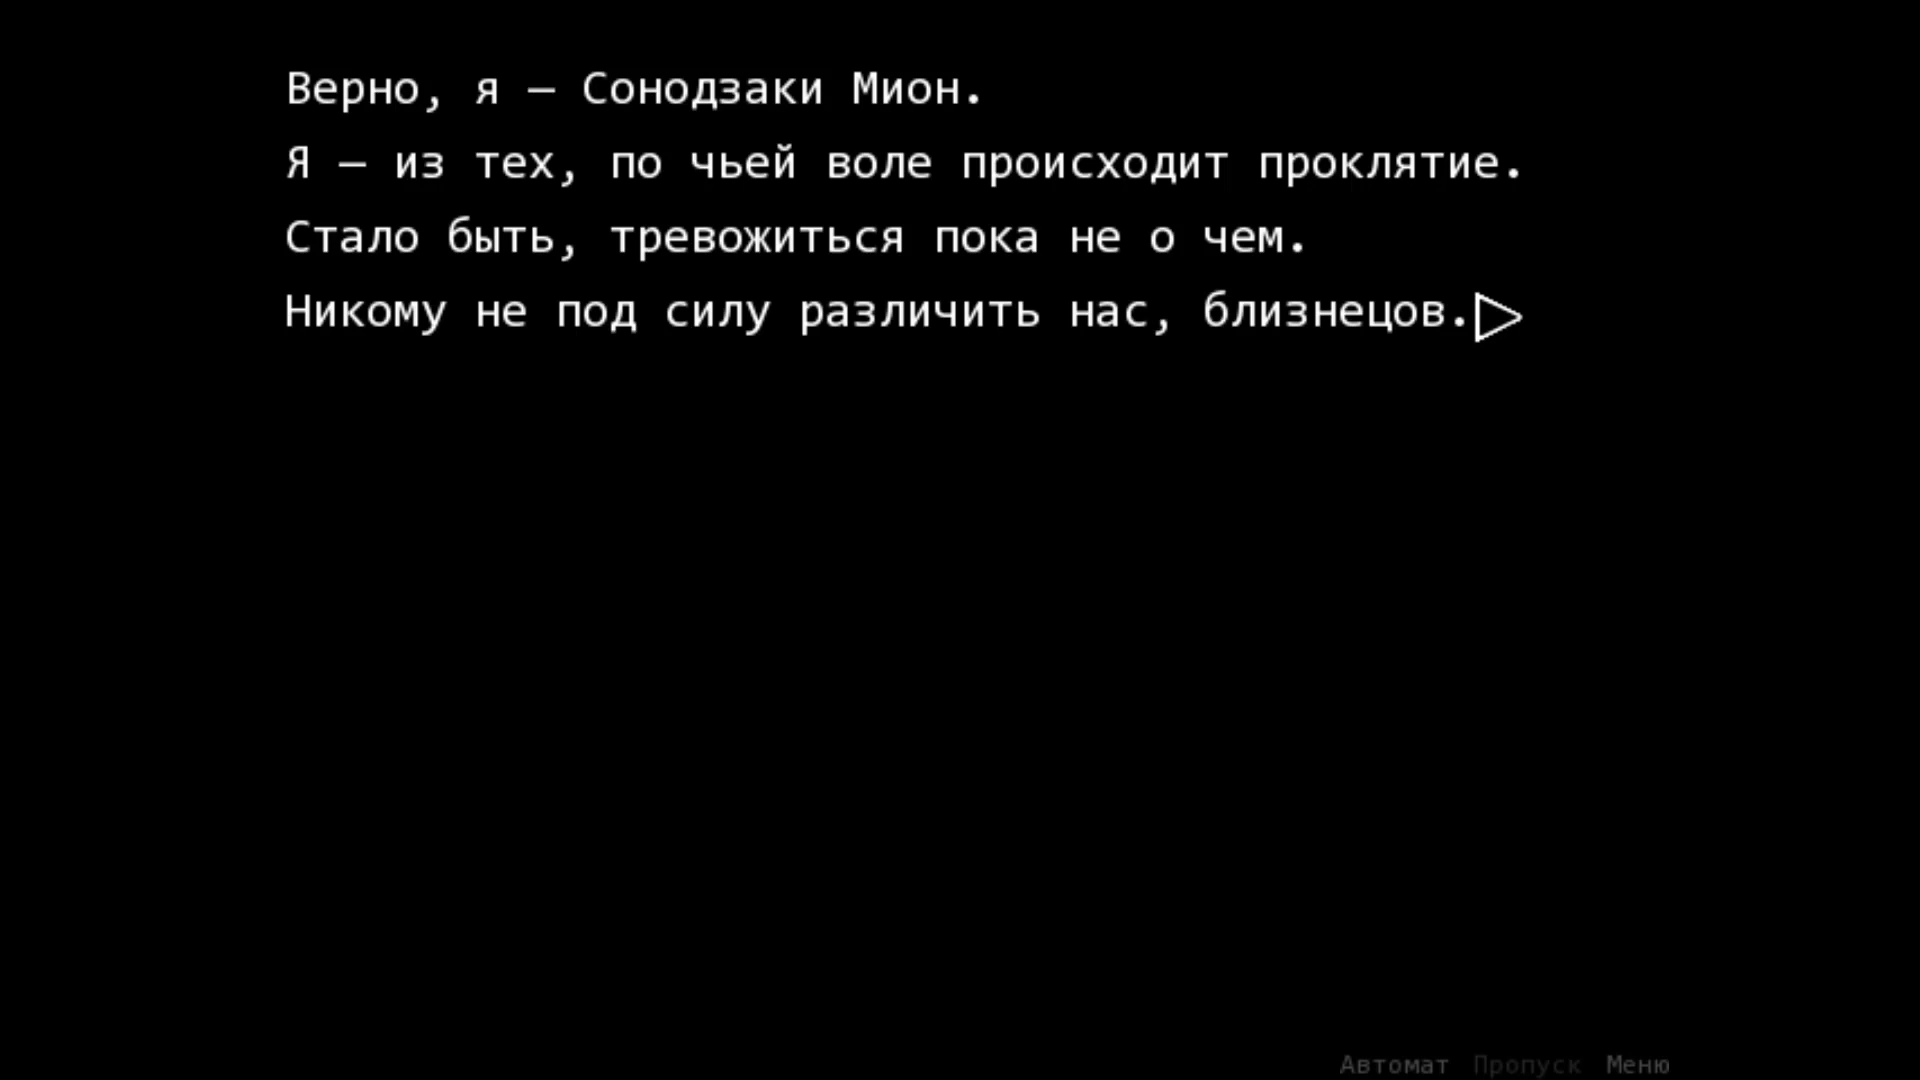 Верно, я — Сонодзаки Мион.
Я — из тех, по чьей воле происходит проклятие.
Стало быть, тревожиться пока не о чем.
Никому не под силу различить нас, близнецов.
Автомат Пропуск Меню